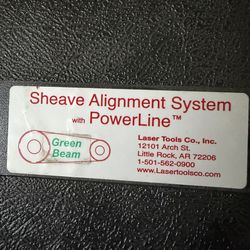 Sheave Alignment System
with PowerLine™
Green
Beam
Laser Tools Co., Inc.
12101 Arch St.
Little Rock, AR 72206
1-501-562-0900
www.Lasertoolsco.com